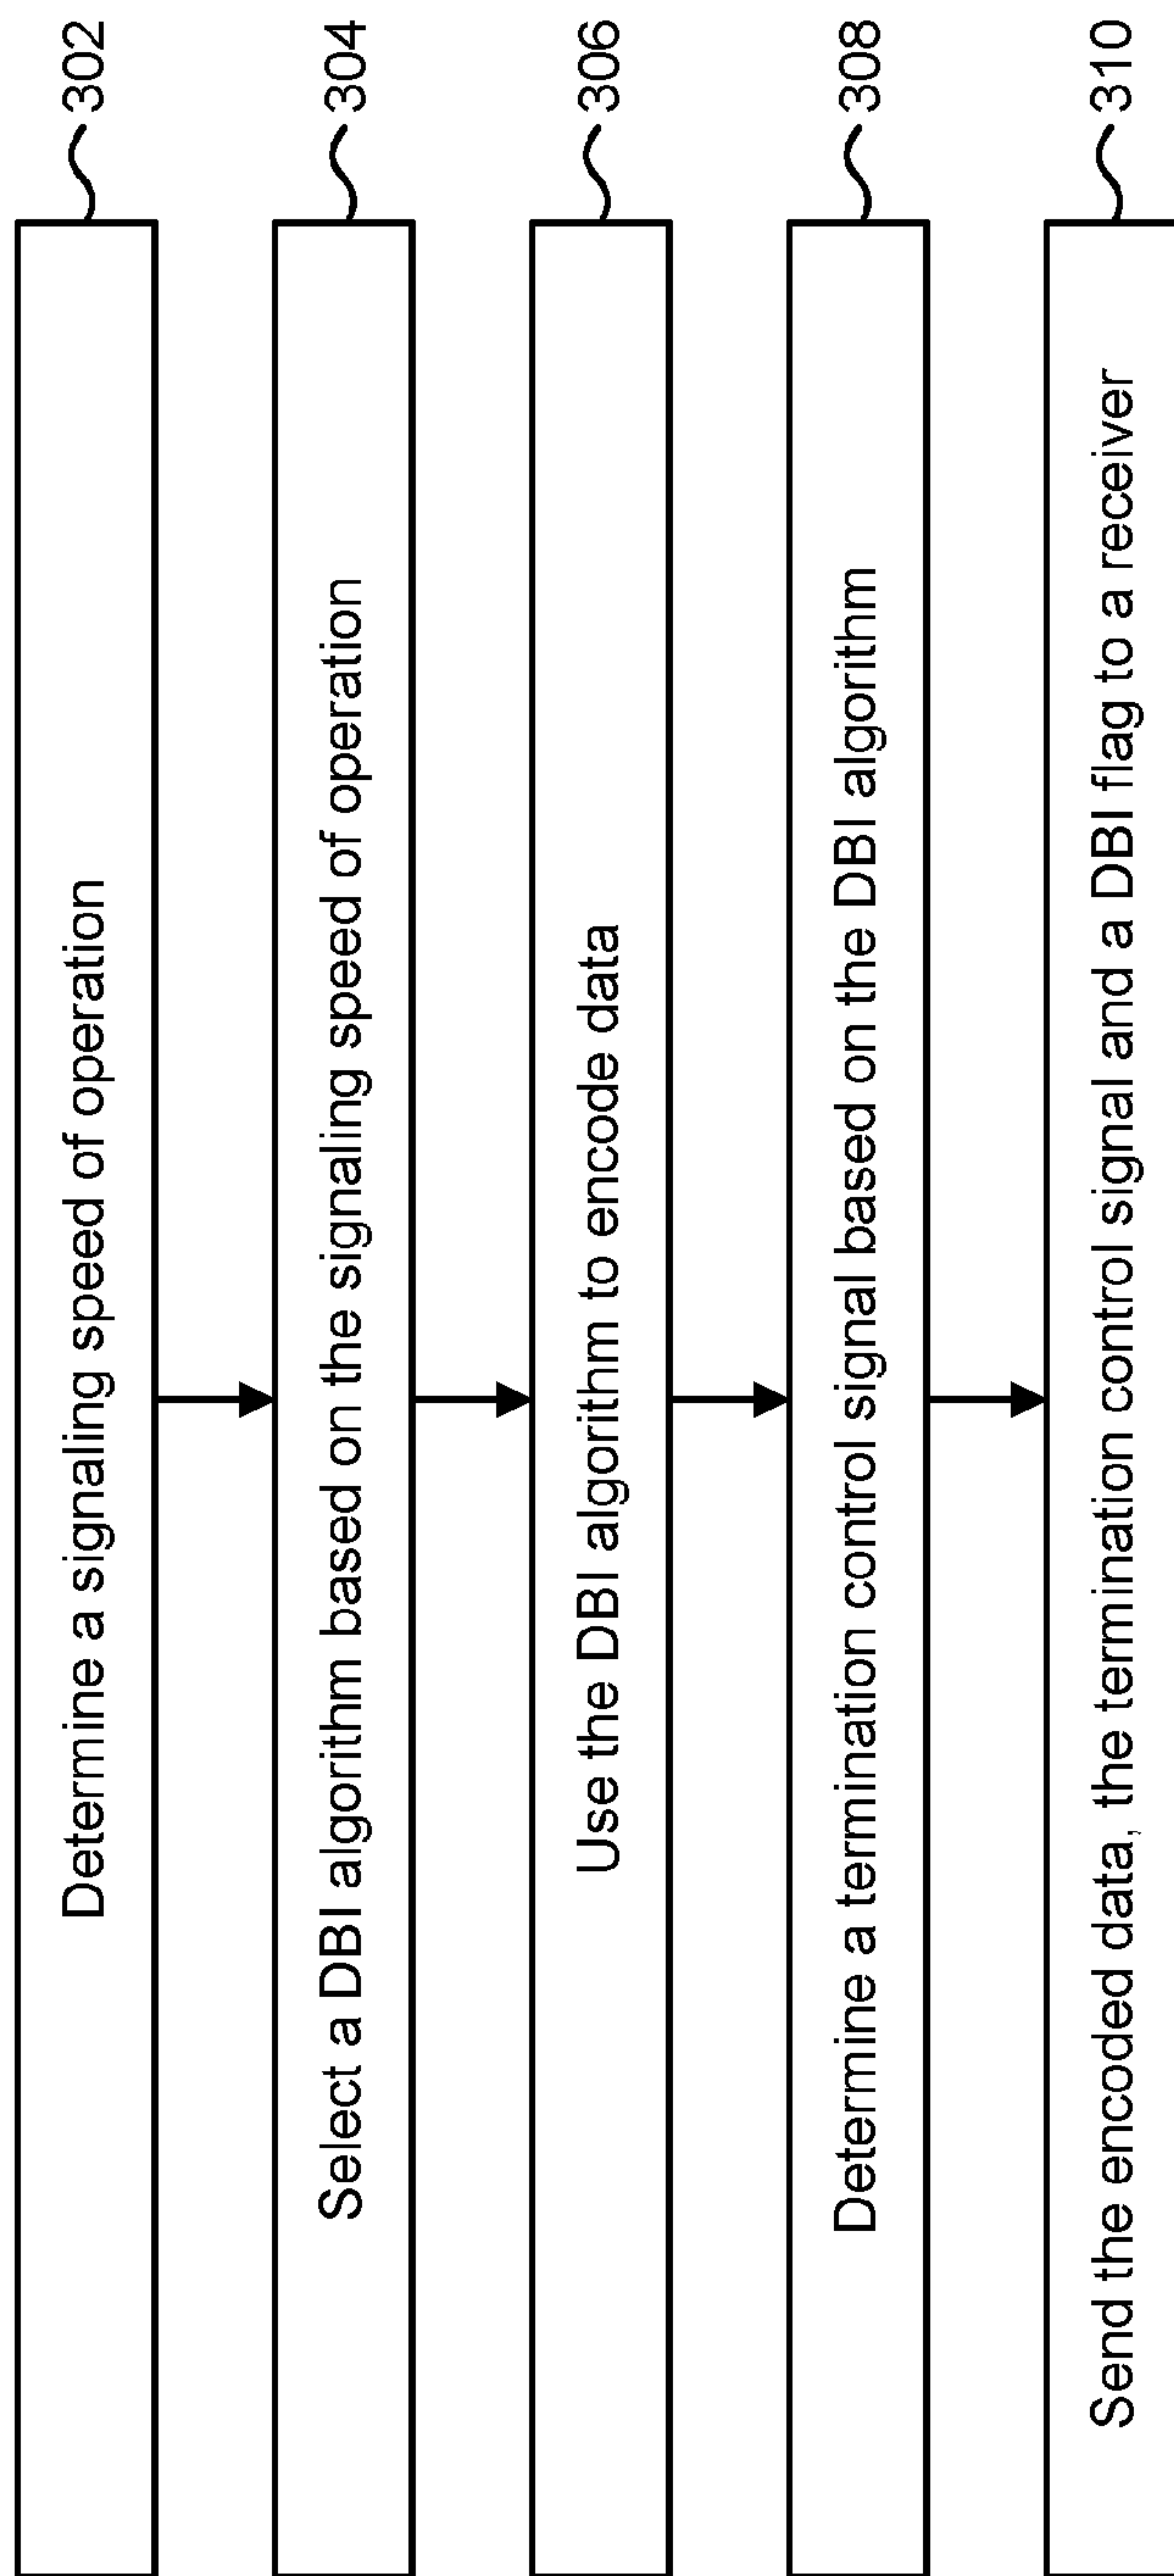 Determine a signaling speed of operation
302
Select a DBI algorithm based on the signaling speed of operation
304
Use the DBI algorithm to encode data
306
Determine a termination control signal based on the DBI algorithm
308
Send the encoded data, the termination control signal and a DBI flag to a receiver
310